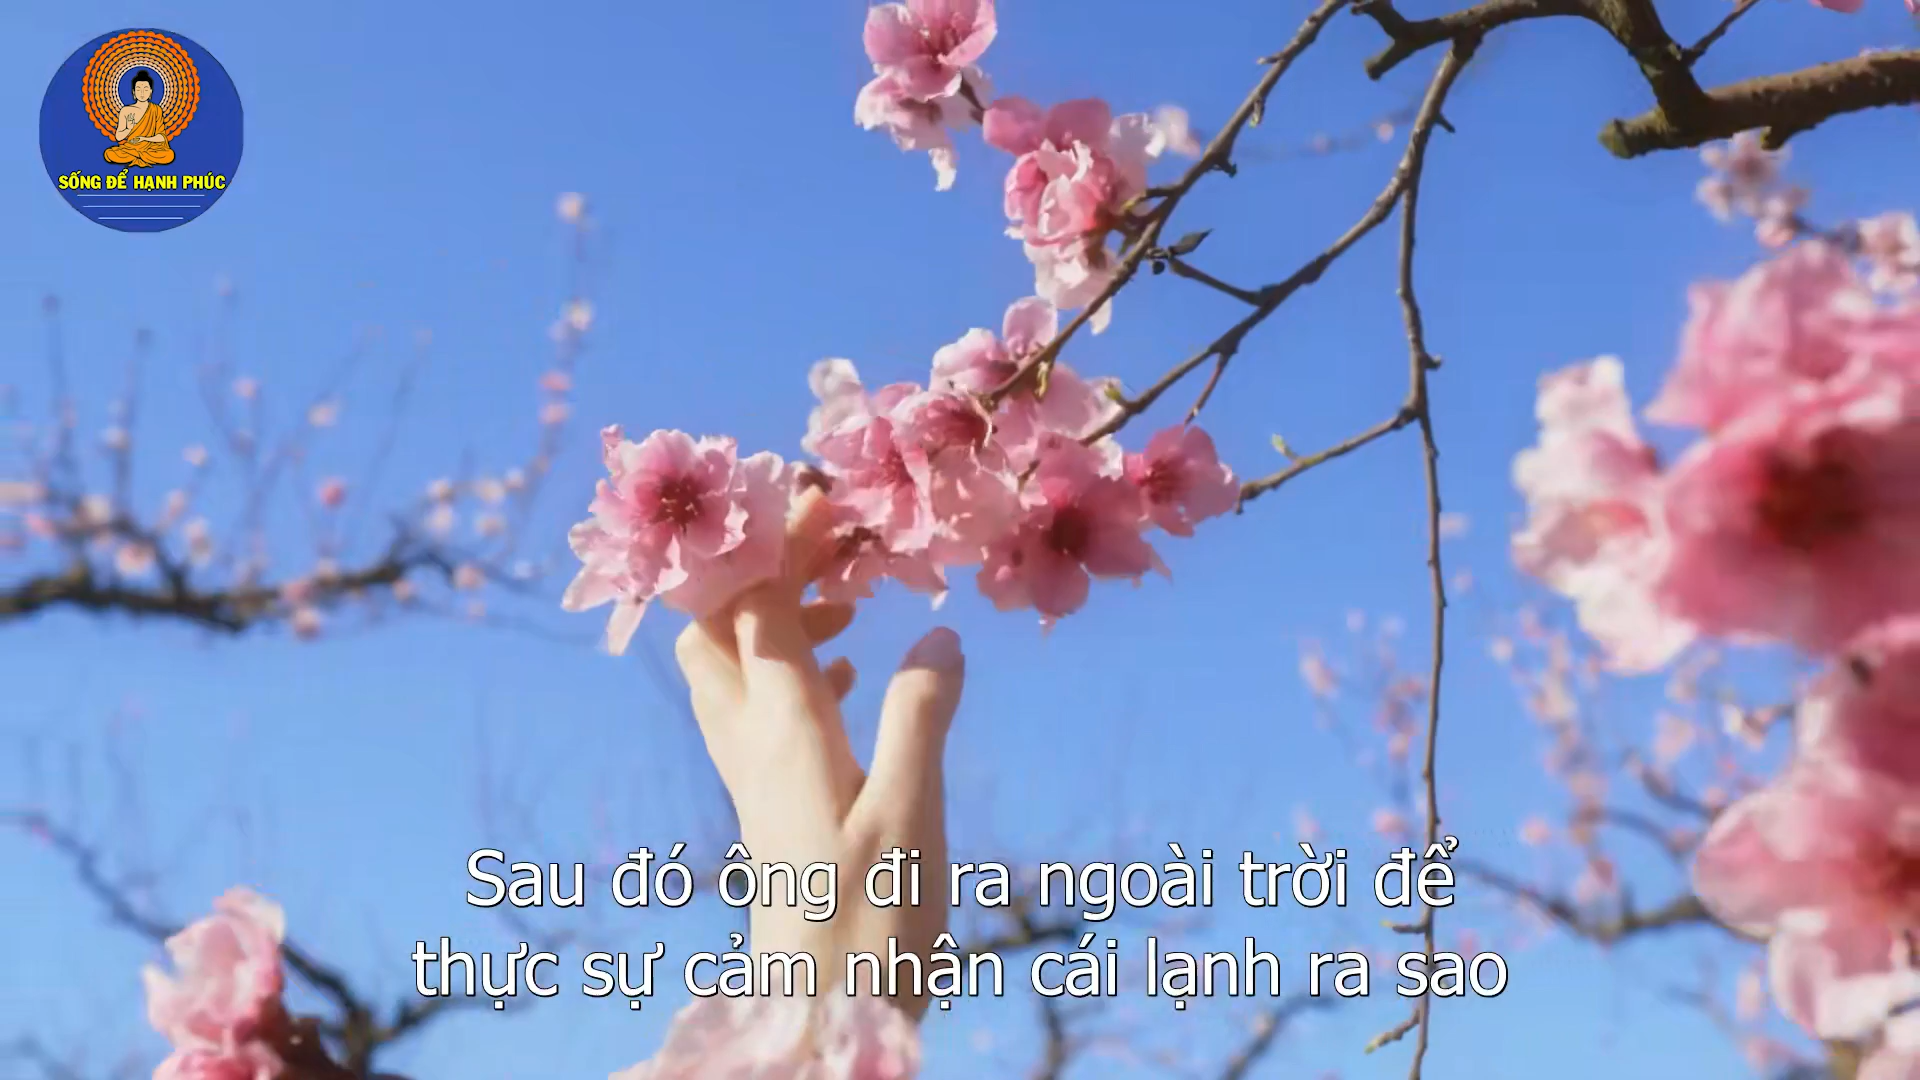 SỐNG ĐỂ HẠNH PHÚC
Sau đó ông đi ra ngoài trời để
thực sự cảm nhận cái lạnh ra sao